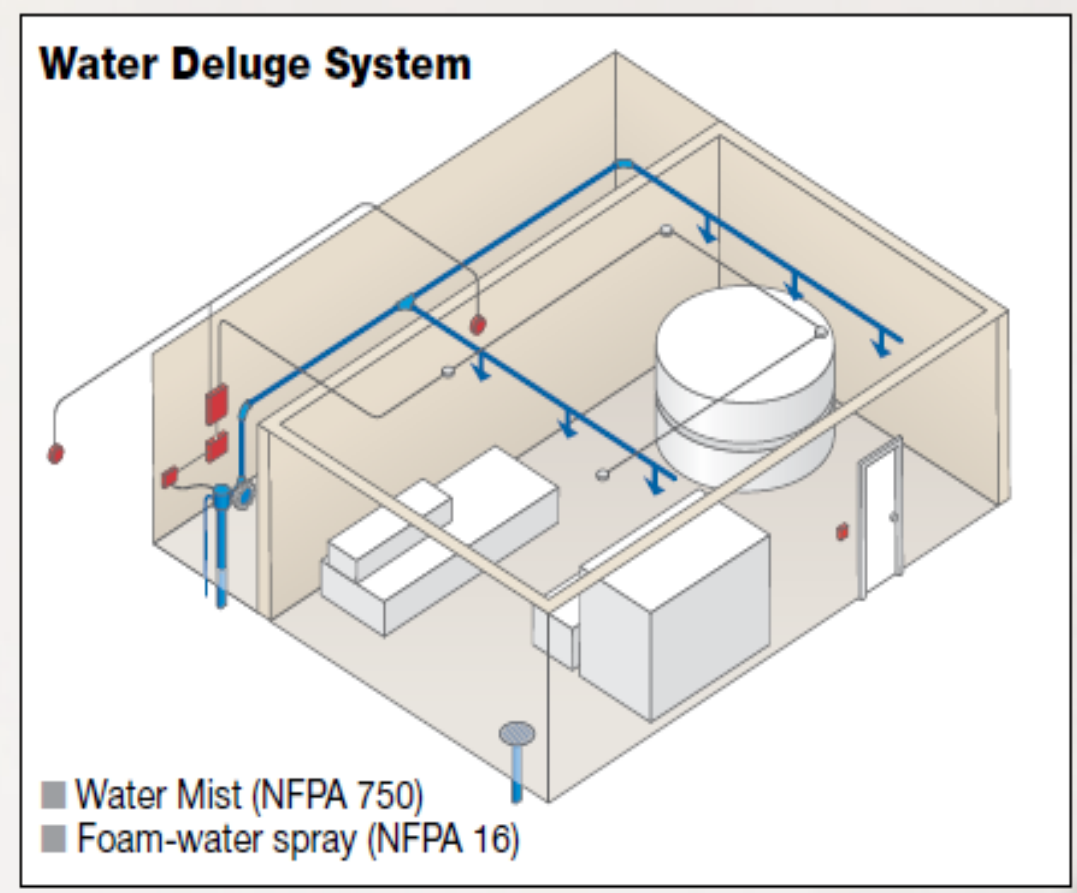 Water Deluge System
Water Mist (NFPA 750)
Foam-water spray (NFPA 16)